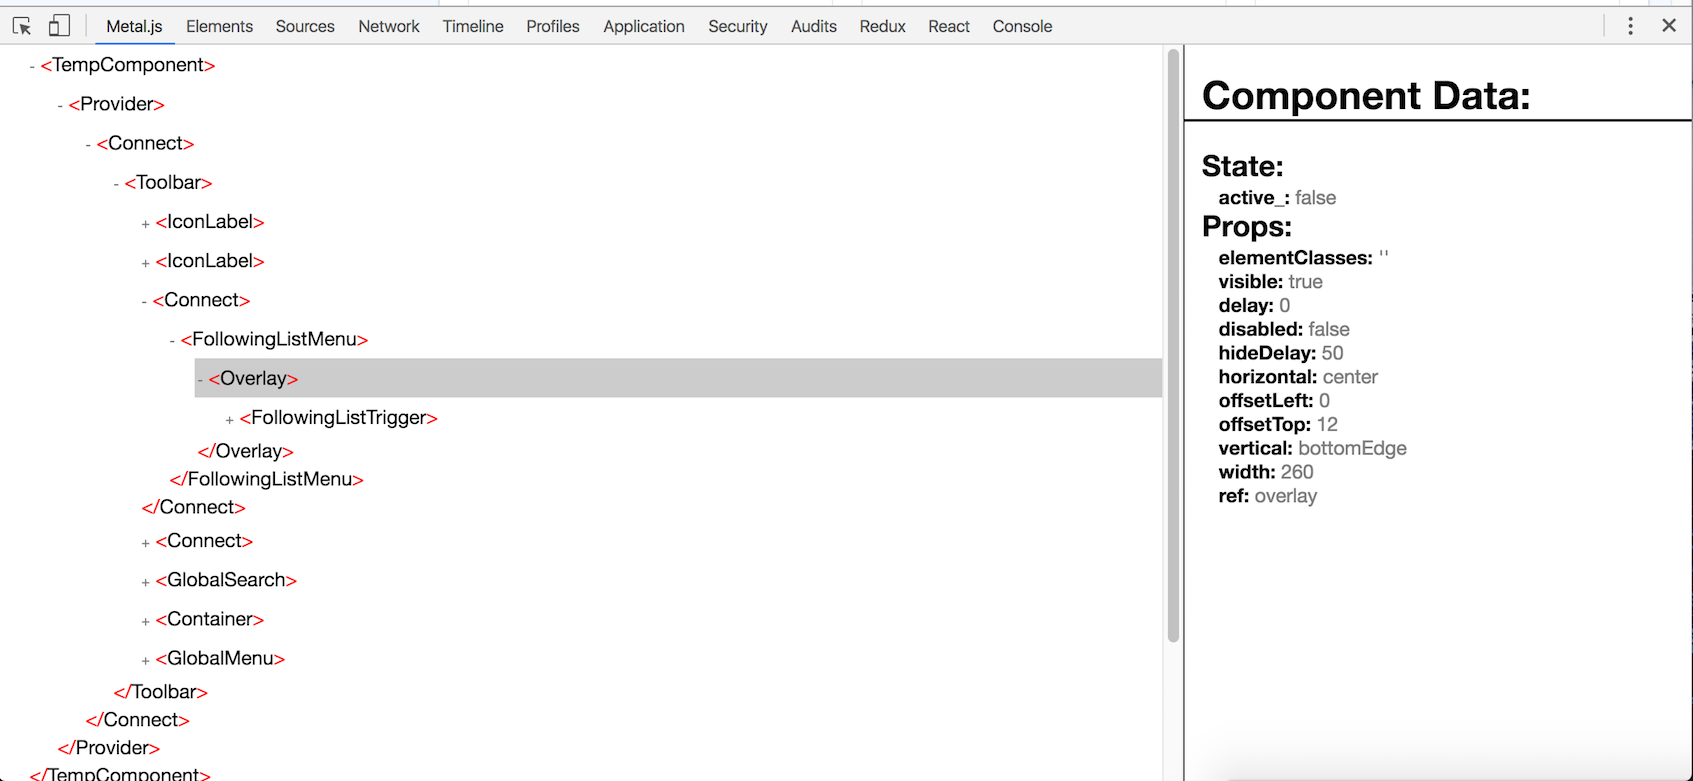 Metal.js Elements Sources Network Timeline Profiles Application Security Audits Redux React Console
- <TempComponent>
- <Provider>
- <Connect>
- <Toolbar>
+ <IconLabel>
+ <IconLabel>
- <Connect>
- <FollowingListMenu>
- <Overlay>
+ <FollowingListTrigger>
</Overlay>
</FollowingListMenu>
</Connect>
+ <Connect>
+ <GlobalSearch>
+ <Container>
+ <GlobalMenu>
</Toolbar>
</Connect>
</Provider>
</TempComponent>
Component Data:
State:
active_: false
Props:
elementClasses: ''
visible: true
delay: 0
disabled: false
hideDelay: 50
horizontal: center
offsetLeft: 0
offsetTop: 12
vertical: bottomEdge
width: 260
ref: overlay